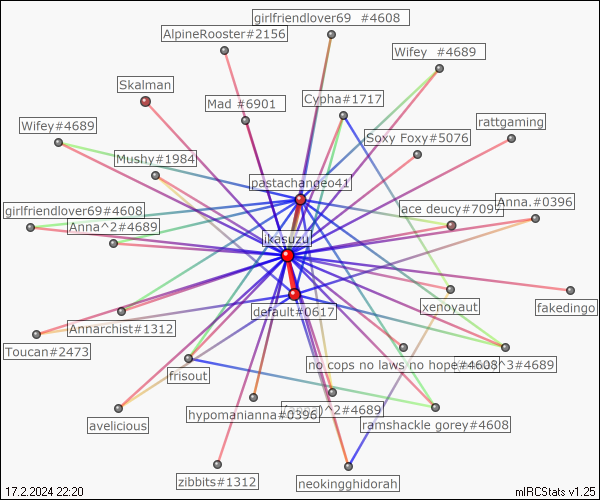 girlfriendlover69 #4608
AlpineRooster#2156
Wifey #4689
Skalman
Mad #6901
Cypha#1717
rattgaming
Wifey#4689
Soxy Foxy#5076
Mushy#1984
pastachangeo41
girlfriendlover69#4608
ace deucy#7097
Anna.#0396
Anna^2#4689
ikasuzu
xenoyaut
fakedingo
default#0617
Annarchist#1312
Toucan#2473
no cops no laws no hope#4608
^3#4689
frisout
avelicious
hypomanianna#0396
)^2#4689
ramshackle gorey#4608
zibbits#1312
neokingghidorah
17.2.2024 22:20
mIRCStats v1.25